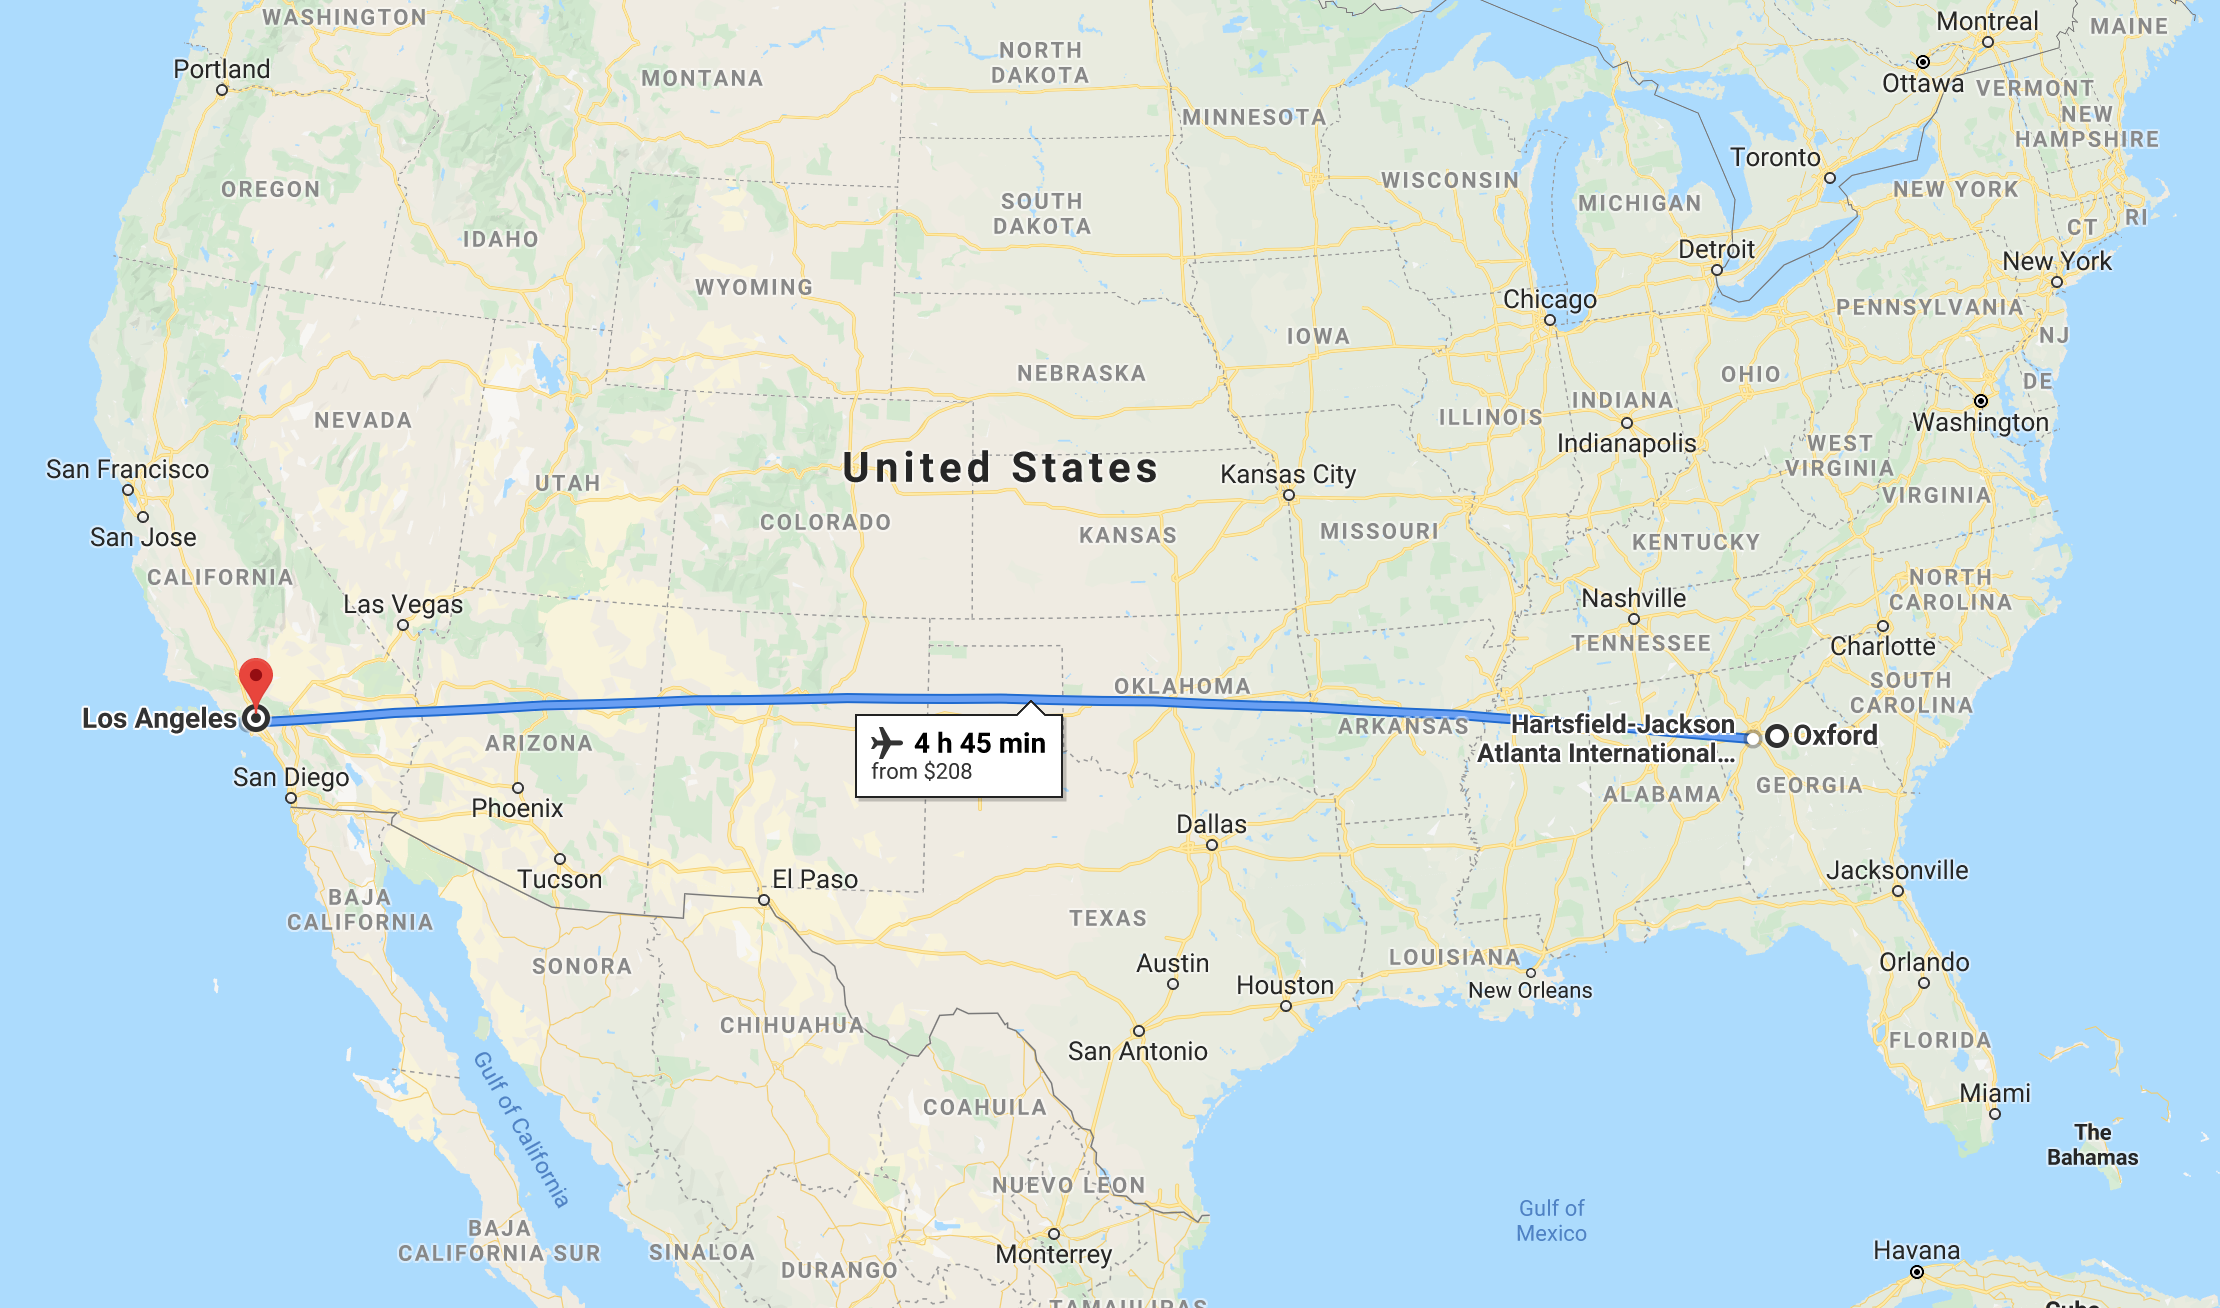 WASHINGTON
Montreal
MAINE
NORTH
DAKOTA
Portland
MONTANA
Ottawa
VERMONT
MINNESOTA
NEW
HAMPSHIRE
Toronto
WISCONSIN
OREGON
NEW YORK
SOUTH
DAKOTA
MICHIGAN
CT
RI
IDAHO
Detroit
New York
WYOMING
Chicago
PENNSYLVANIA
IOWA
NJ
NEBRASKA
OHIO
DE
INDIANA
NEVADA
ILLINOIS
Washington
Indianapolis
WEST
VIRGINIA
San Francisco
United States
Kansas City
UTAH
VIRGINIA
COLORADO
San Jose
KANSAS
MISSOURI
KENTUCKY
CALIFORNIA
NORTH
CAROLINA
Las Vegas
Nashville
TENNESSEE
Charlotte
OKLAHOMA
SOUTH
CAROLINA
Los Angeles
ARKANSAS
Hartsfield-Jackson
Atlanta International...
Oxford
ARIZONA
4 h 45 min
from $208
San Diego
GEORGIA
ALABAMA
Phoenix
Dallas
Jacksonville
Tucson
El Paso
BAJA
CALIFORNIA
TEXAS
LOUISIANA
SONORA
Austin
Orlando
Houston
New Orleans
CHIHUAHUA
FLORIDA
San Antonio
Gulf of California
Miami
COAHUILA
The
Bahamas
NUEVO LEON
Gulf of
Mexico
BAJA
CALIFORNIA SUR
SINALOA
Monterrey
Havana
DURANGO
TAMAULIPAS
Cuba